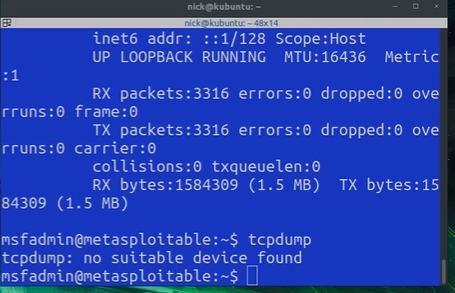 nick@kubuntu: ~
nick@kubuntu: ~ 48x14
inet6 addr: ::1/128 Scope:Host
UP LOOPBACK RUNNING  MTU:16436  Metric
:1
RX packets:3316 errors:0 dropped:0 ove
rruns:0 frame:0
TX packets:3316 errors:0 dropped:0 ove
rruns:0 carrier:0
collisions:0 txqueuelen:0
RX bytes:1584309 (1.5 MB)  TX bytes:15
84309 (1.5 MB)
msfadmin@metasploitable:~$ tcpdump
tcpdump: no suitable device found
msfadmin@metasploitable:~$